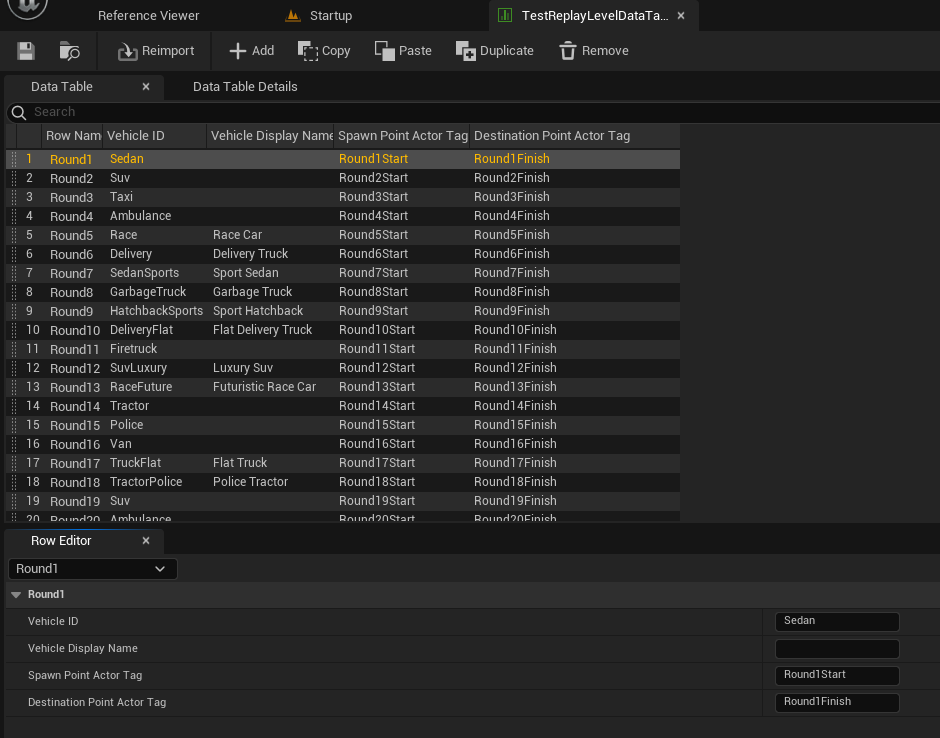 Reference Viewer Startup TestReplayLevelDataTa...
Reimport Add Copy Paste Duplicate Remove
Data Table Data Table Details
Search
Row Nam Vehicle ID Vehicle Display Name Spawn Point Actor Tag Destination Point Actor Tag
1 Round1 Sedan Round1Start Round1Finish
2 Round2 Suv Round2Start Round2Finish
3 Round3 Taxi Round3Start Round3Finish
4 Round4 Ambulance Round4Start Round4Finish
5 Round5 Race Race Car Round5Start Round5Finish
6 Round6 Delivery Delivery Truck Round6Start Round6Finish
7 Round7 SedanSports Sport Sedan Round7Start Round7Finish
8 Round8 GarbageTruck Garbage Truck Round8Start Round8Finish
9 Round9 HatchbackSports Sport Hatchback Round9Start Round9Finish
10 Round10 DeliveryFlat Flat Delivery Truck Round10Start Round10Finish
11 Round11 Firetruck Round11Start Round11Finish
12 Round12 SuvLuxury Luxury Suv Round12Start Round12Finish
13 Round13 RaceFuture Futuristic Race Car Round13Start Round13Finish
14 Round14 Tractor Round14Start Round14Finish
15 Round15 Police Round15Start Round15Finish
16 Round16 Van Round16Start Round16Finish
17 Round17 TruckFlat Flat Truck Round17Start Round17Finish
18 Round18 TractorPolice Police Tractor Round18Start Round18Finish
19 Round19 Suv Round19Start Round19Finish
20 Round20 Ambulance Round20Start Round20Finish
Row Editor
Round1
Round1
Vehicle ID Sedan
Vehicle Display Name
Spawn Point Actor Tag Round1Start
Destination Point Actor Tag Round1Finish